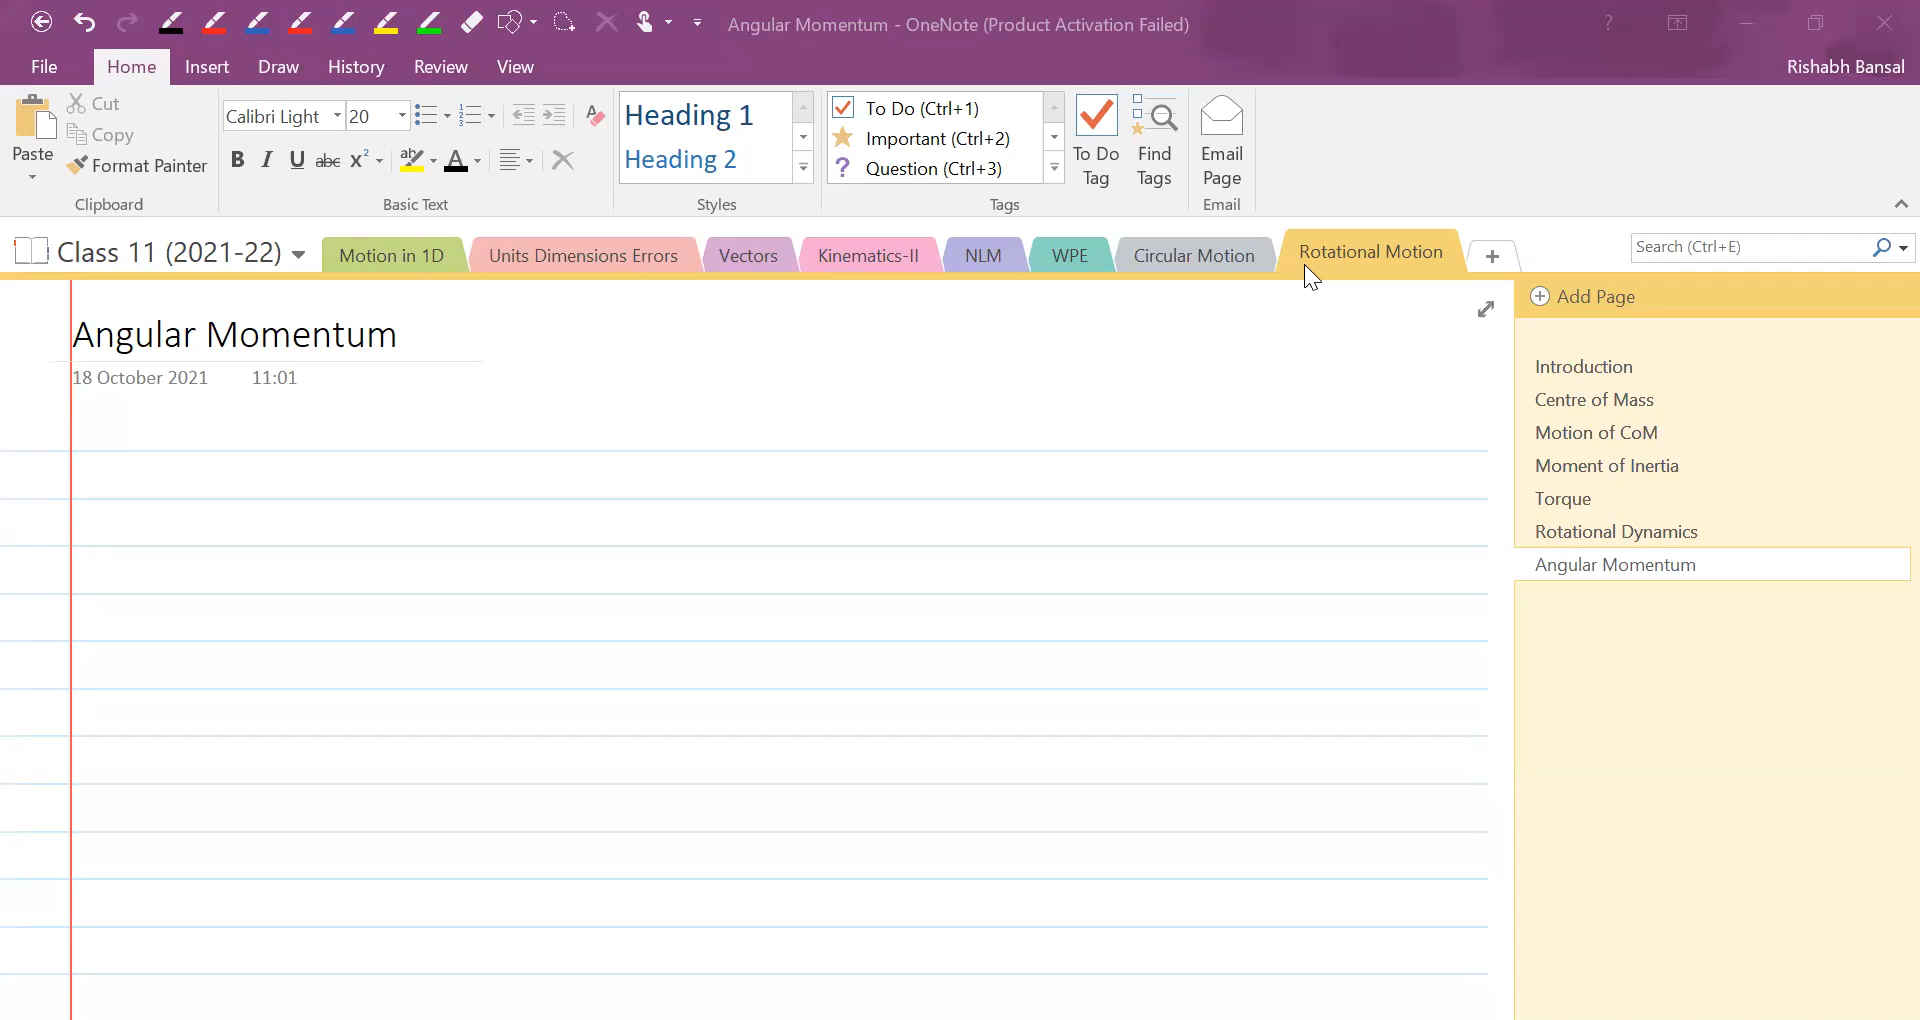 Angular Momentum - OneNote (Product Activation Failed)
File Home Insert Draw History Review View Rishabh Bansal
Paste
Cut
Copy
Format Painter
Clipboard
Calibri Light 20
B I U abc x²
ab A
Basic Text
Heading 1
Heading 2
Styles
To Do (Ctrl+1)
Important (Ctrl+2)
Question (Ctrl+3)
To Do
Tag
Find
Tags
Tags
Email
Page
Email
Class 11 (2021-22) Motion in 1D Units Dimensions Errors Vectors Kinematics-II NLM WPE Circular Motion Rotational Motion Search (Ctrl+E)
Angular Momentum
18 October 2021 11:01
Add Page
Introduction
Centre of Mass
Motion of CoM
Moment of Inertia
Torque
Rotational Dynamics
Angular Momentum